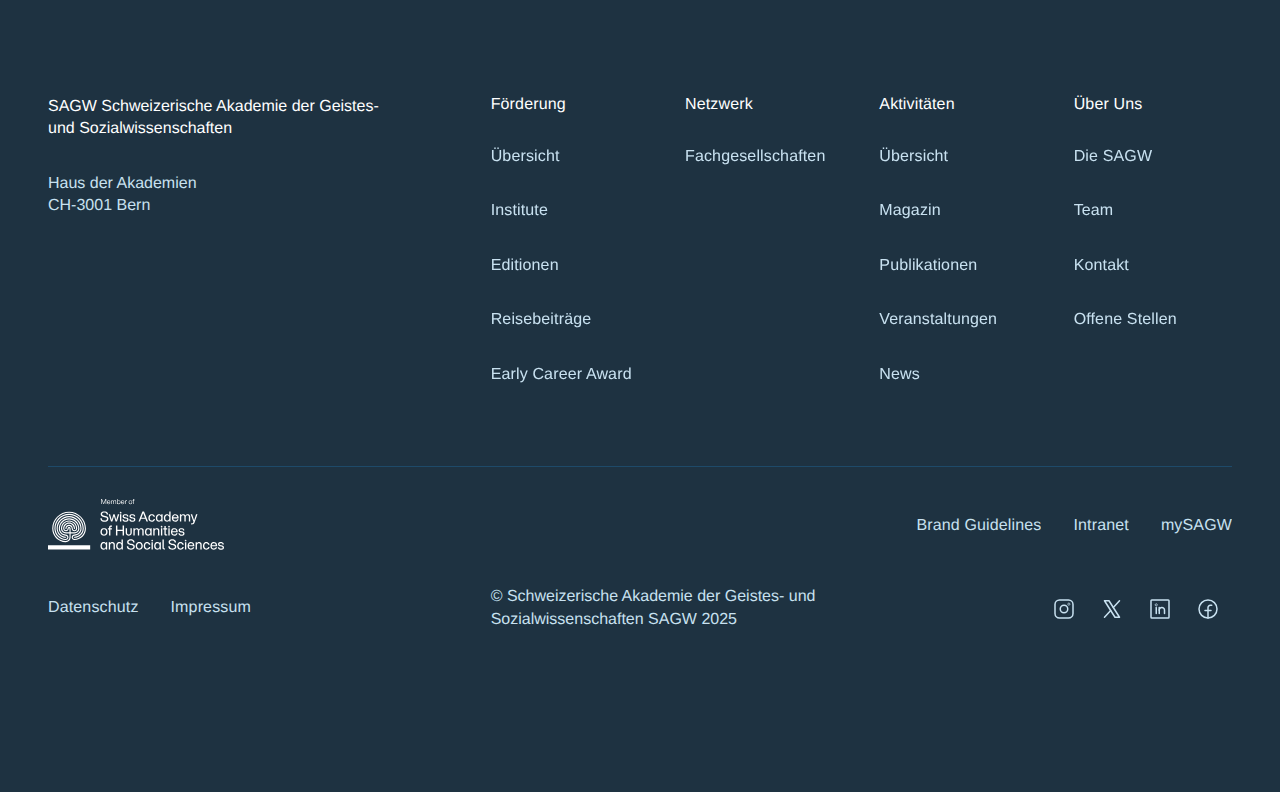 SAGW Schweizerische Akademie der Geistes-
und Sozialwissenschaften
Haus der Akademien
CH-3001 Bern
Förderung
Übersicht
Institute
Editionen
Reisebeiträge
Early Career Award
Netzwerk
Fachgesellschaften
Aktivitäten
Übersicht
Magazin
Publikationen
Veranstaltungen
News
Über Uns
Die SAGW
Team
Kontakt
Offene Stellen
Member of
Swiss Academy
of Humanities
and Social Sciences
Brand Guidelines
Intranet
mySAGW
Datenschutz
Impressum
© Schweizerische Akademie der Geistes- und
Sozialwissenschaften SAGW 2025